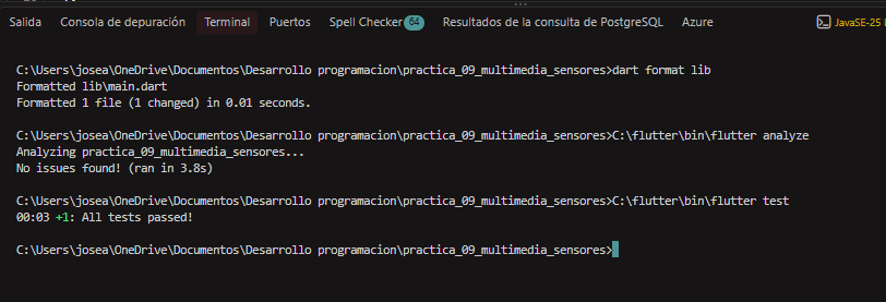 Salida Consola de depuración Terminal Puertos Spell Checker 64 Resultados de la consulta de PostgreSQL Azure JavaSE-25
C:\Users\josea\OneDrive\Documentos\Desarrollo programacion\practica_09_multimedia_sensores>dart format lib
Formatted lib\main.dart
Formatted 1 file (1 changed) in 0.01 seconds.
C:\Users\josea\OneDrive\Documentos\Desarrollo programacion\practica_09_multimedia_sensores>C:\flutter\bin\flutter analyze
Analyzing practica_09_multimedia_sensores...
No issues found! (ran in 3.8s)
C:\Users\josea\OneDrive\Documentos\Desarrollo programacion\practica_09_multimedia_sensores>C:\flutter\bin\flutter test
00:03 +1: All tests passed!
C:\Users\josea\OneDrive\Documentos\Desarrollo programacion\practica_09_multimedia_sensores>